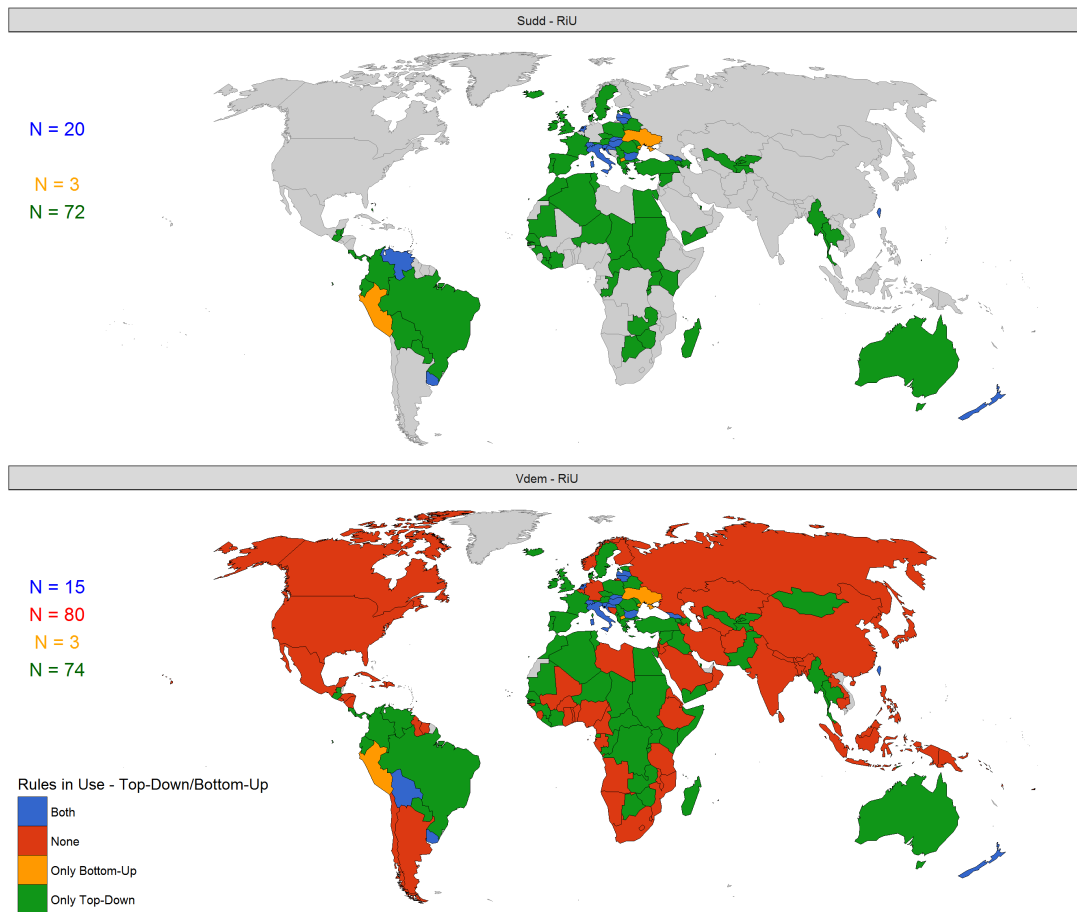 Sudd - RiU
N = 20
N = 3
N = 72
Vdem - RiU
N = 15
N = 80
N = 3
N = 74
Rules in Use - Top-Down/Bottom-Up
Both
None
Only Bottom-Up
Only Top-Down